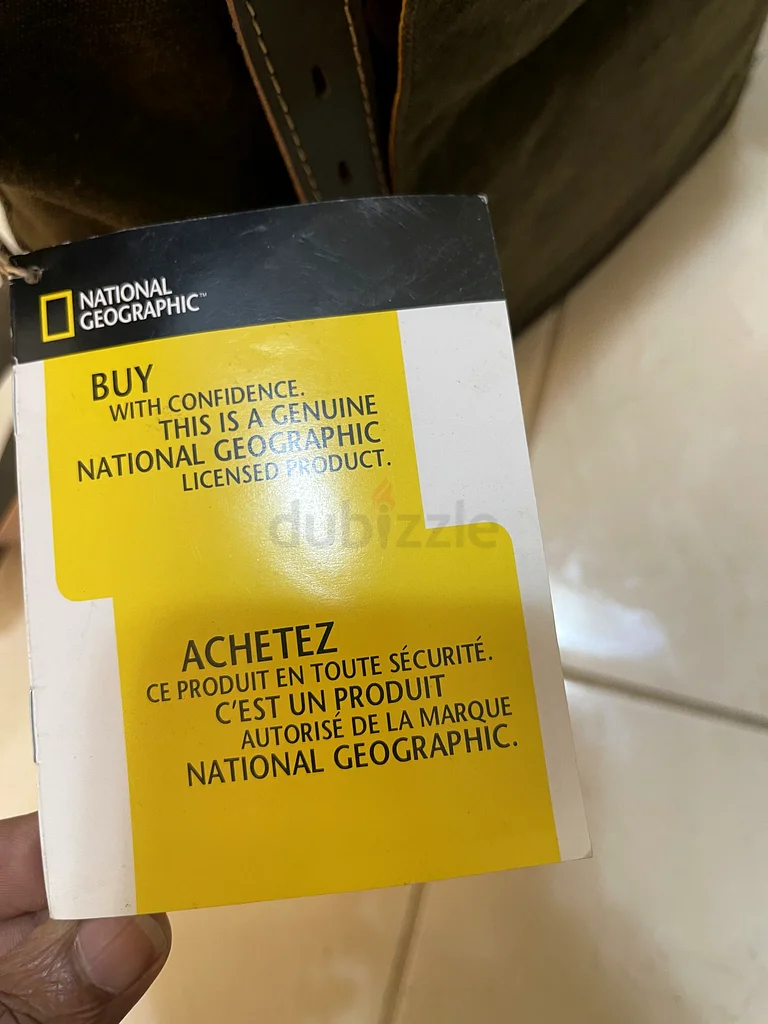 NATIONAL
GEOGRAPHIC™
BUY
WITH CONFIDENCE.
THIS IS A GENUINE
NATIONAL GEOGRAPHIC
LICENSED PRODUCT.
dubizzle
ACHETEZ
CE PRODUIT EN TOUTE SÉCURITÉ.
C'EST UN PRODUIT
AUTORISÉ DE LA MARQUE
NATIONAL GEOGRAPHIC.